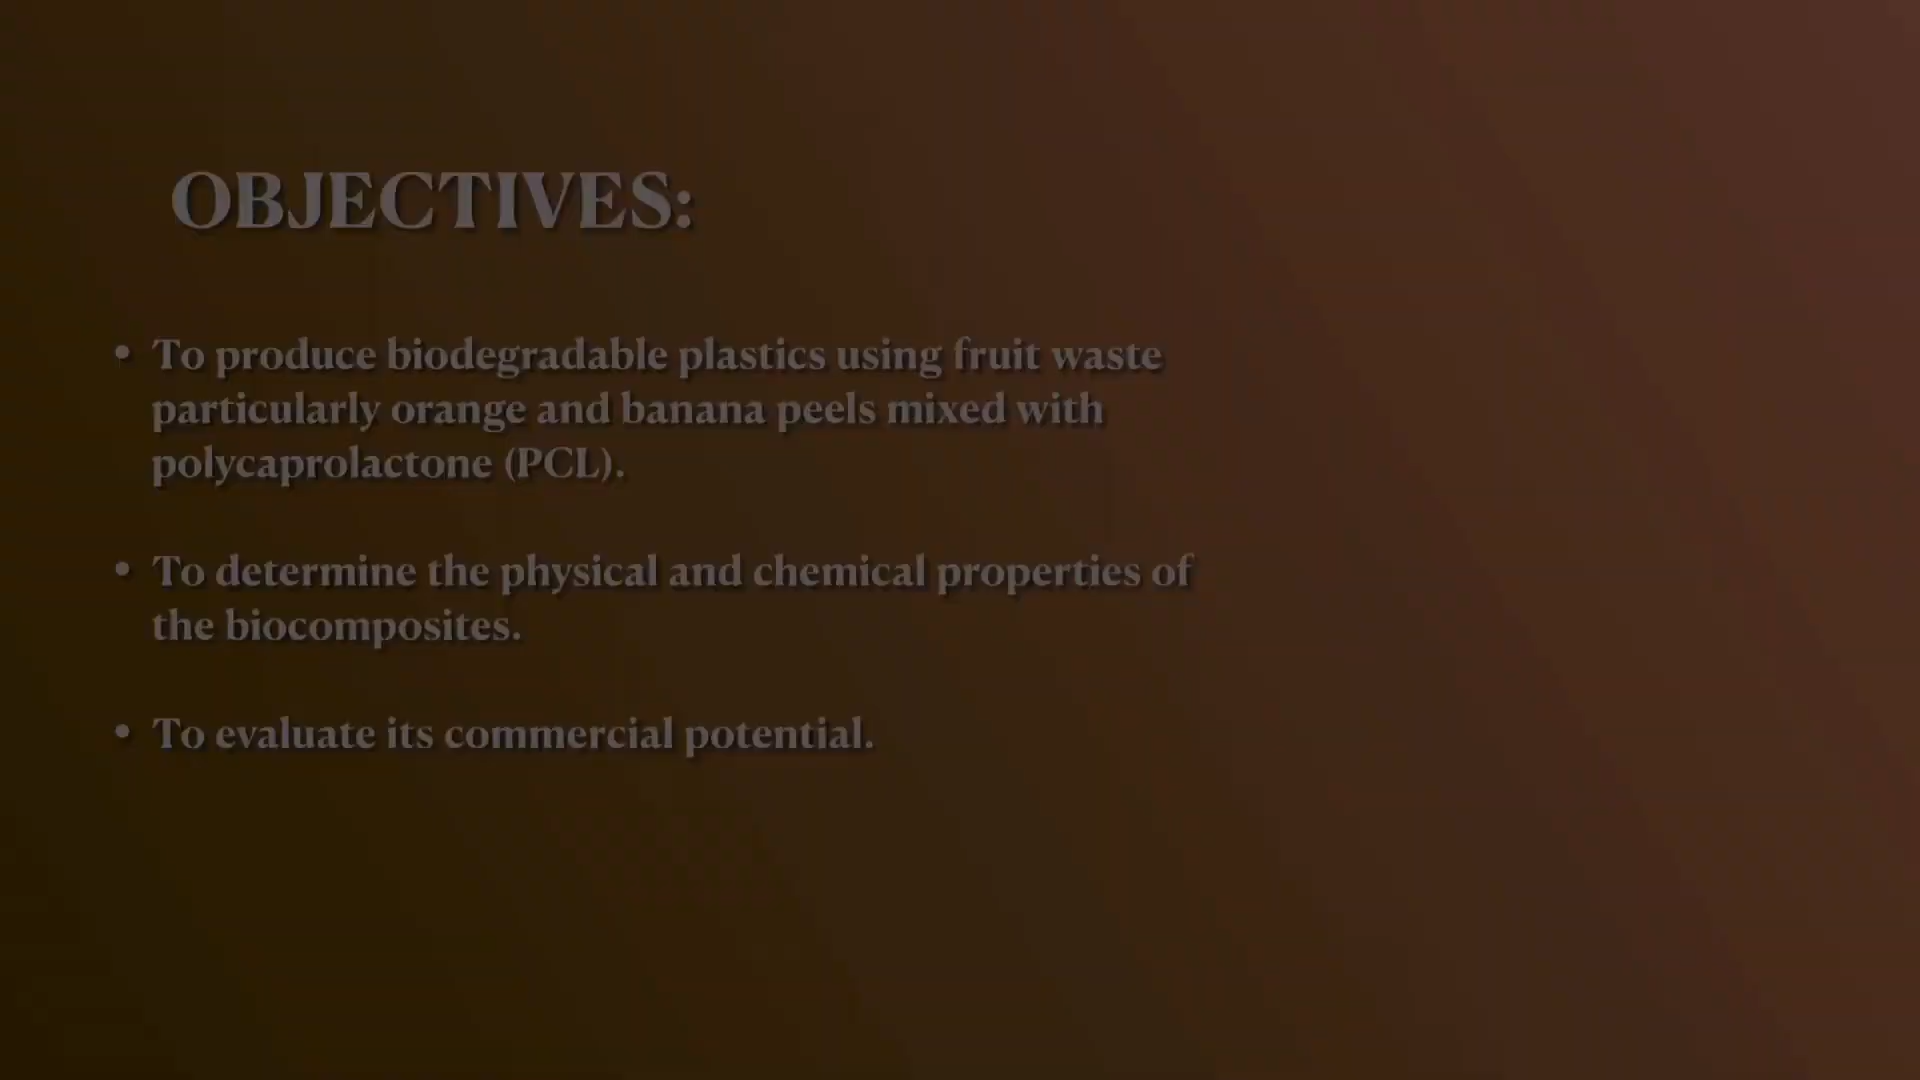 OBJECTIVES:
• To produce biodegradable plastics using fruit waste
particularly orange and banana peels mixed with
polycaprolactone (PCL).
• To determine the physical and chemical properties of
the biocomposites.
• To evaluate its commercial potential.